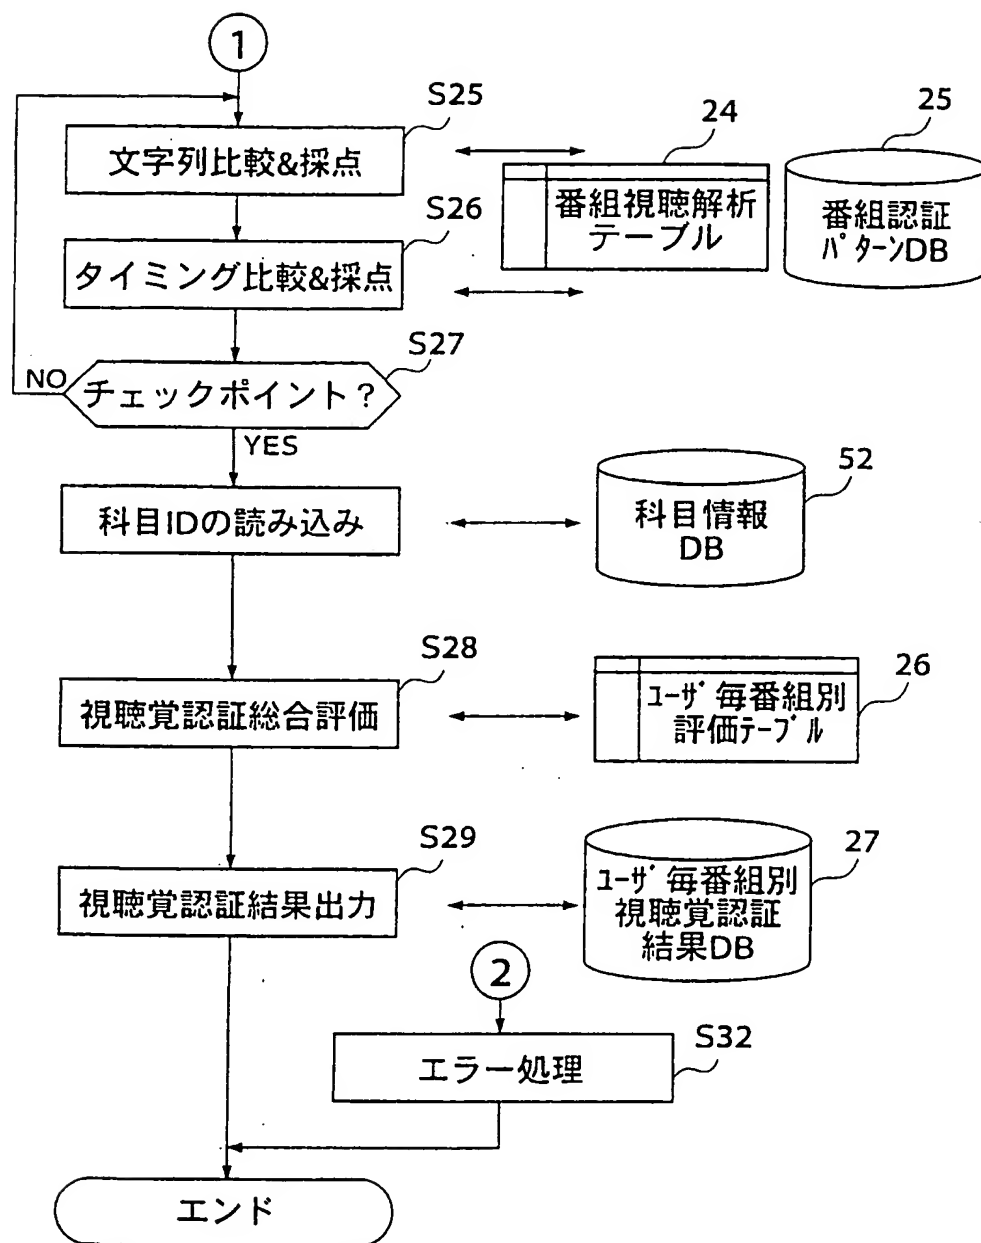 1
S25
文字列比較&採点
24
25
番組視聴解析
テーブル
番組認証
ﾊﾟﾀｰﾝDB
S26
タイミング比較&採点
S27
NO
チェックポイント？
YES
科目IDの読み込み
52
科目情報
DB
S28
視聴覚認証総合評価
26
ﾕｰｻﾞ毎番組別
評価ﾃｰﾌﾞﾙ
S29
視聴覚認証結果出力
27
ﾕｰｻﾞ毎番組別
視聴覚認証
結果DB
2
S32
エラー処理
エンド